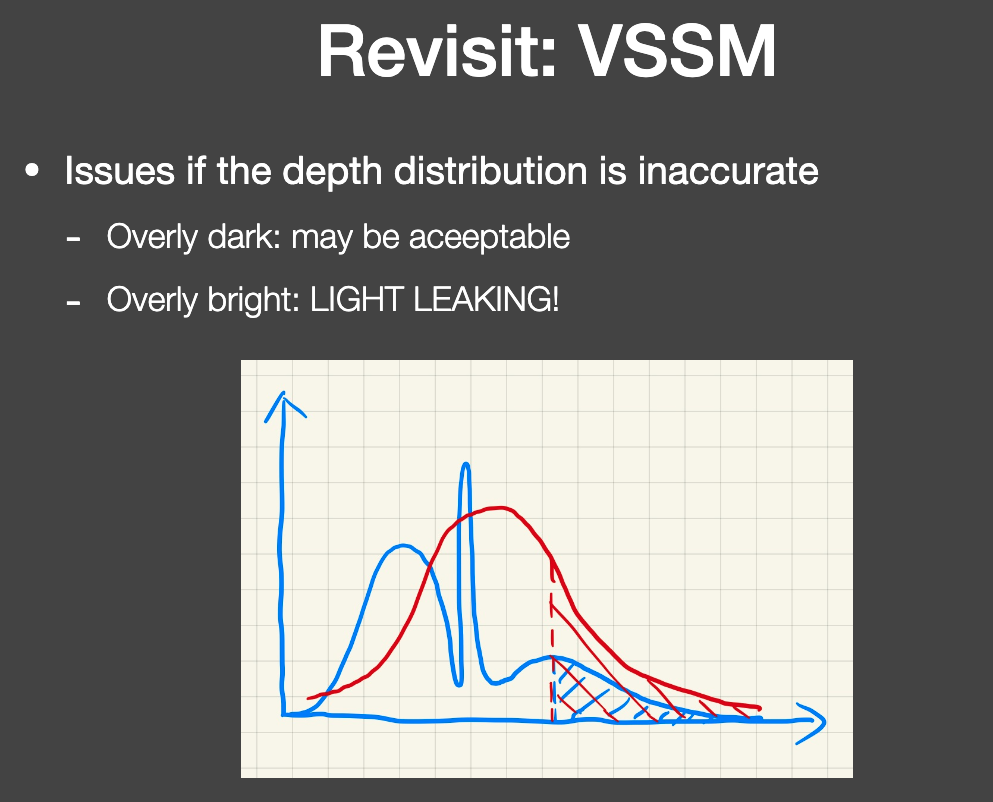 Revisit: VSSM
• Issues if the depth distribution is inaccurate
- Overly dark: may be aceeptable
- Overly bright: LIGHT LEAKING!